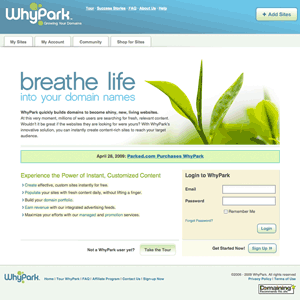 WhyPark
Growing Your Domains
Tour Success Stories FAQ About Us Help
+ Add Sites
My Sites
My Account
Community
Shop for Sites
breathe life
into your domain names
WhyPark quickly builds domains to become shiny, new, living websites.
At this very moment, millions of web users are searching for fresh, relevant content.
Wouldn't it be great if the websites they are looking for were yours? With WhyPark's
innovative solution, you can instantly create content-rich sites to reach your target
audience.
April 28, 2009: Parked.com Purchases WhyPark
Experience the Power of Instant, Customized Content
Create effective, custom sites instantly for free.
Populate your sites with fresh content daily, without lifting a finger.
Build your domain portfolio.
Earn revenue with our integrated advertising feeds.
Maximize your efforts with our managed and promotion services.
Login to WhyPark
Email
Password
Remember Me
Forgot Password?
Login
Not a WhyPark user yet?
Take the Tour
Get Started Now!
Sign Up
WhyPark
Home / Tour WhyPark / FAQ / Affiliate Program / Contact Us / Sign-up Now
WhyPark. All rights reserved.
Privacy Policy / Terms of Use
Domaining